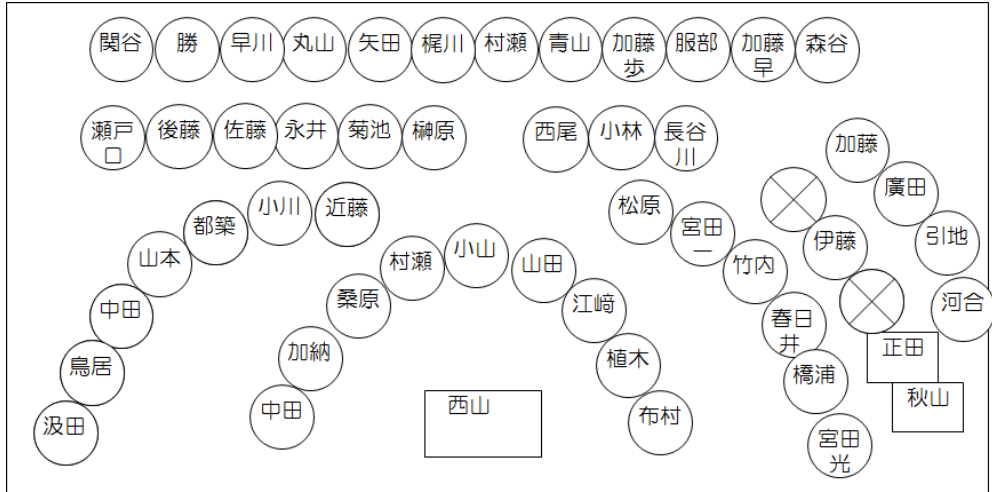 関谷
勝
早川
丸山
矢田
梶川
村瀬
青山
加藤
歩
服部
加藤
早
森谷
瀬戸
口
後藤
佐藤
永井
菊池
榊原
西尾
小林
長谷
川
加藤
廣田
引地
河合
伊藤
松原
宮田
一
竹内
春日
井
橋浦
宮田
光
正田
秋山
近藤
小川
都築
山本
中田
鳥居
汲田
中田
加納
桑原
村瀬
小山
山田
江﨑
植木
布村
西山